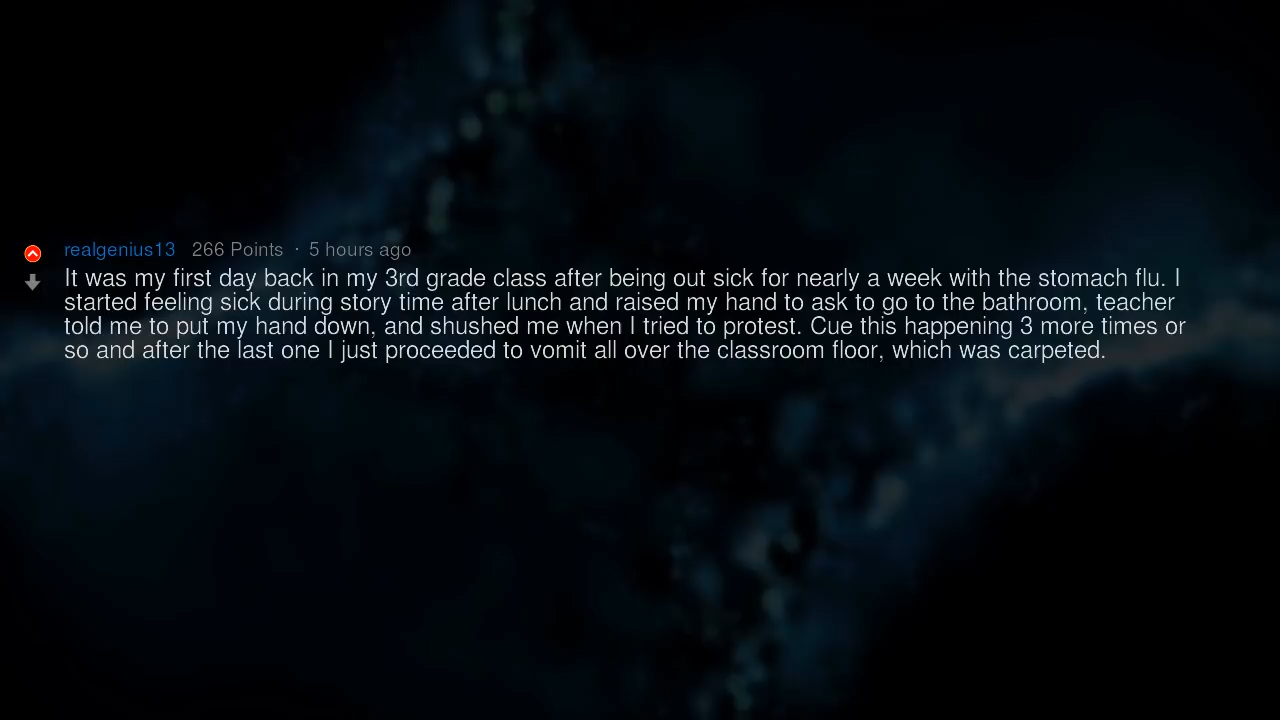 realgenius13 266 Points · 5 hours ago
It was my first day back in my 3rd grade class after being out sick for nearly a week with the stomach flu. I
started feeling sick during story time after lunch and raised my hand to ask to go to the bathroom, teacher
told me to put my hand down, and shushed me when I tried to protest. Cue this happening 3 more times or
so and after the last one I just proceeded to vomit all over the classroom floor, which was carpeted.